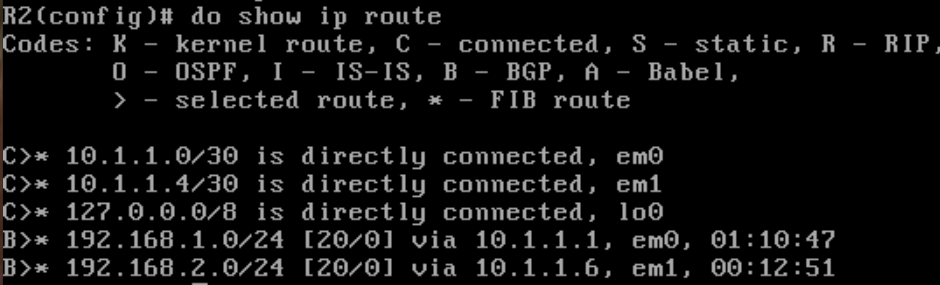 R2(config)# do show ip route
Codes: K - kernel route, C - connected, S - static, R - RIP,
       O - OSPF, I - IS-IS, B - BGP, A - Babel,
       > - selected route, * - FIB route

C>* 10.1.1.0/30 is directly connected, em0
C>* 10.1.1.4/30 is directly connected, em1
C>* 127.0.0.0/8 is directly connected, lo0
B>* 192.168.1.0/24 [20/0] via 10.1.1.1, em0, 01:10:47
B>* 192.168.2.0/24 [20/0] via 10.1.1.6, em1, 00:12:51